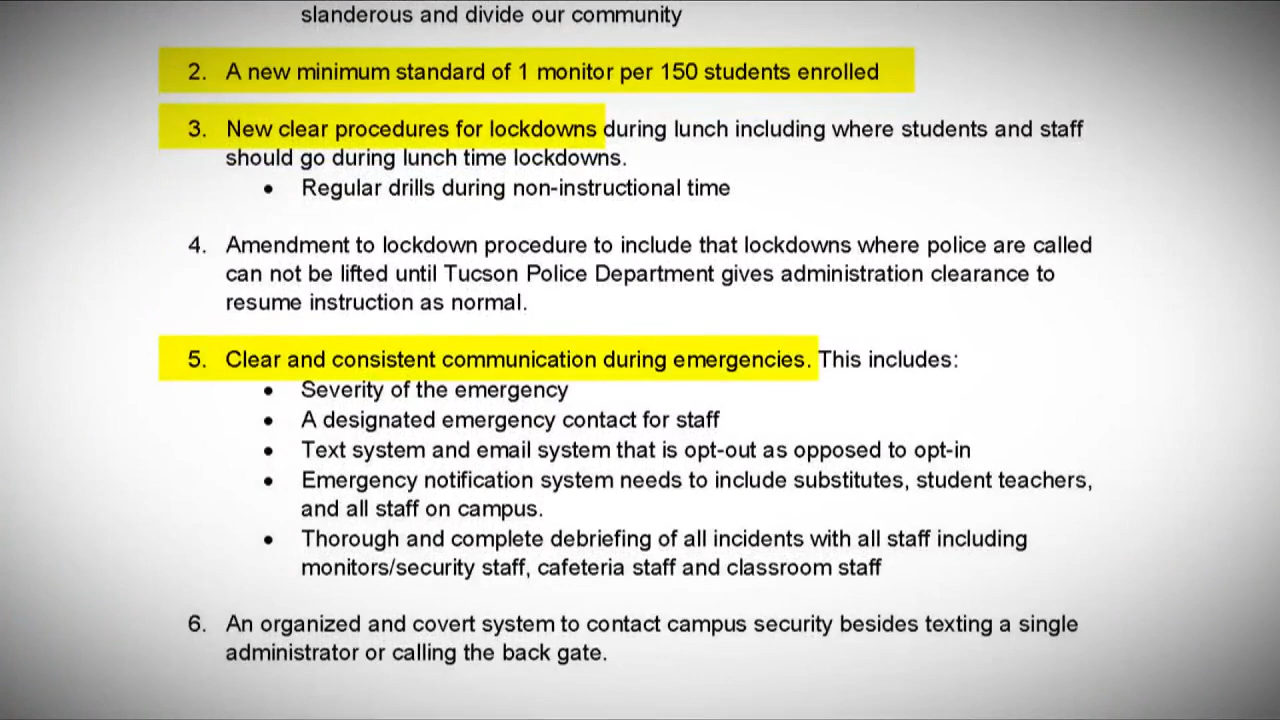 slanderous and divide our community
2. A new minimum standard of 1 monitor per 150 students enrolled
3. New clear procedures for lockdowns during lunch including where students and staff
should go during lunch time lockdowns.
• Regular drills during non-instructional time
4. Amendment to lockdown procedure to include that lockdowns where police are called
can not be lifted until Tucson Police Department gives administration clearance to
resume instruction as normal.
5. Clear and consistent communication during emergencies. This includes:
• Severity of the emergency
• A designated emergency contact for staff
• Text system and email system that is opt-out as opposed to opt-in
• Emergency notification system needs to include substitutes, student teachers,
and all staff on campus.
• Thorough and complete debriefing of all incidents with all staff including
monitors/security staff, cafeteria staff and classroom staff
6. An organized and covert system to contact campus security besides texting a single
administrator or calling the back gate.